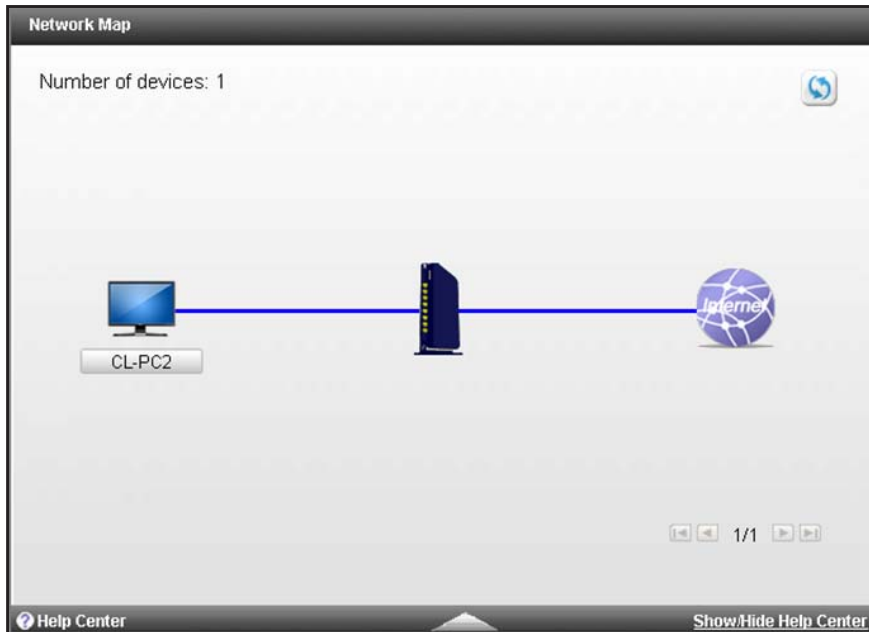 Network Map
Number of devices: 1
Internet
CL-PC2
1/1
Help Center
Show/Hide Help Center